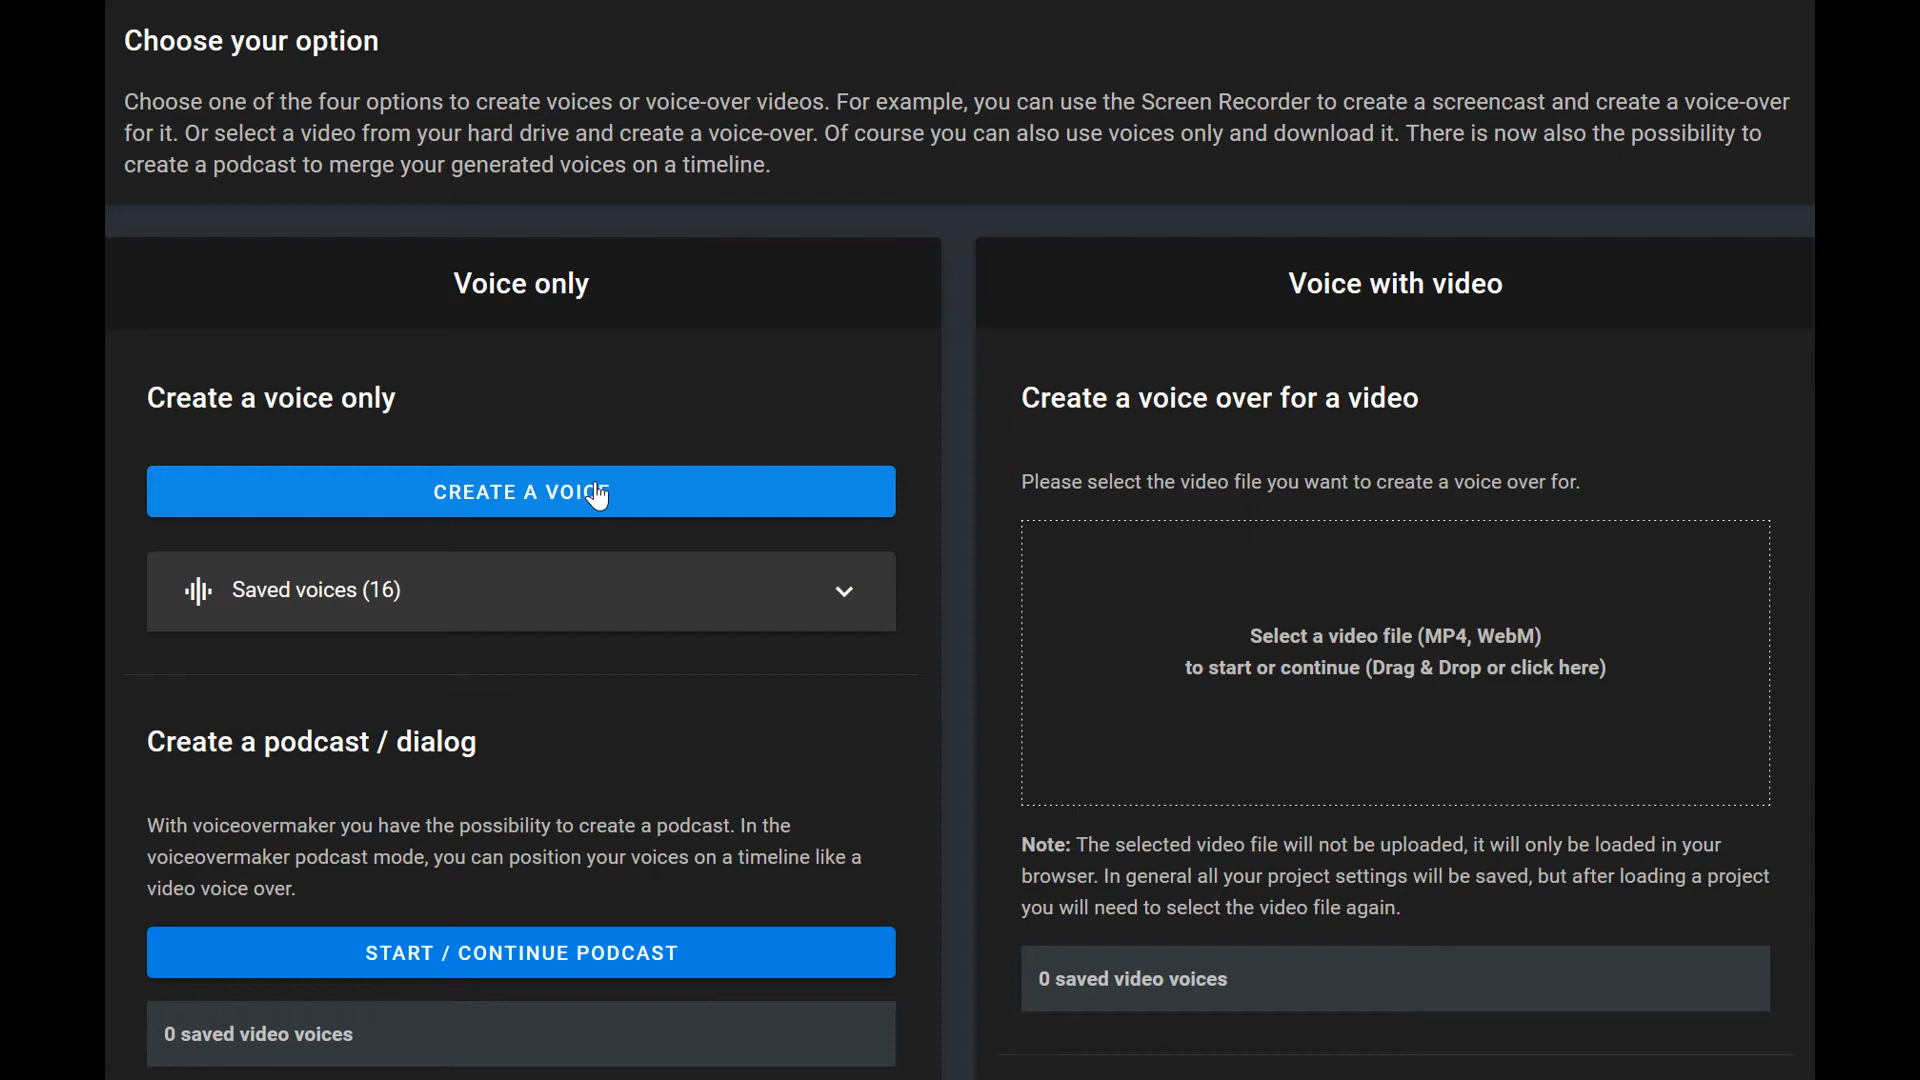 Choose your option
Choose one of the four options to create voices or voice-over videos. For example, you can use the Screen Recorder to create a screencast and create a voice-over
for it. Or select a video from your hard drive and create a voice-over. Of course you can also use voices only and download it. There is now also the possibility to
create a podcast to merge your generated voices on a timeline.
Voice only
Create a voice only
CREATE A VOICE
Saved voices (16)
Create a podcast / dialog
With voiceovermaker you have the possibility to create a podcast. In the
voiceovermaker podcast mode, you can position your voices on a timeline like a
video voice over.
START / CONTINUE PODCAST
0 saved video voices
Voice with video
Create a voice over for a video
Please select the video file you want to create a voice over for.
Select a video file (MP4, WebM)
to start or continue (Drag & Drop or click here)
Note: The selected video file will not be uploaded, it will only be loaded in your
browser. In general all your project settings will be saved, but after loading a project
you will need to select the video file again.
0 saved video voices